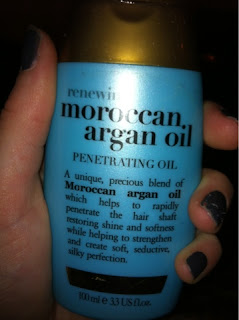 renewin
moroccan
argan oil
PENETRATING OIL
A unique, precious blend of
Moroccan argan oil
which helps to rapidly
penetrate the hair shaft
restoring shine and softness
while helping to strengthen
and create soft, seductive,
silky perfection.
100 ml e 3.3 US fl.oz.